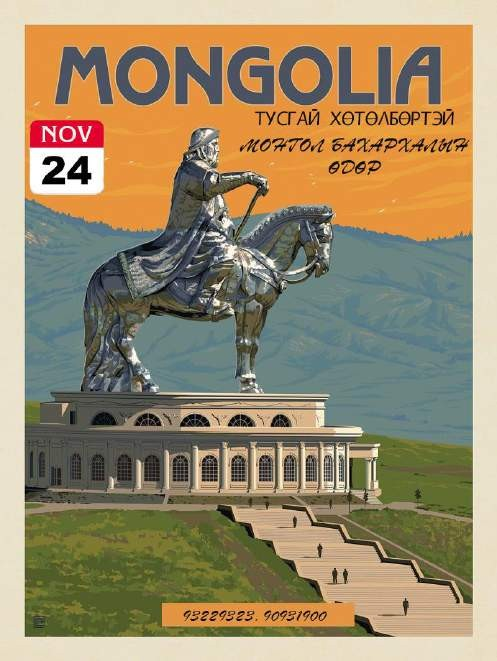 MONGOLIA
ТУСГАЙ ХӨТӨЛБӨРТЭЙ
МОНГОЛ БАХАРХАЛЫН
ӨДӨР
NOV
24
93229323. 90931900